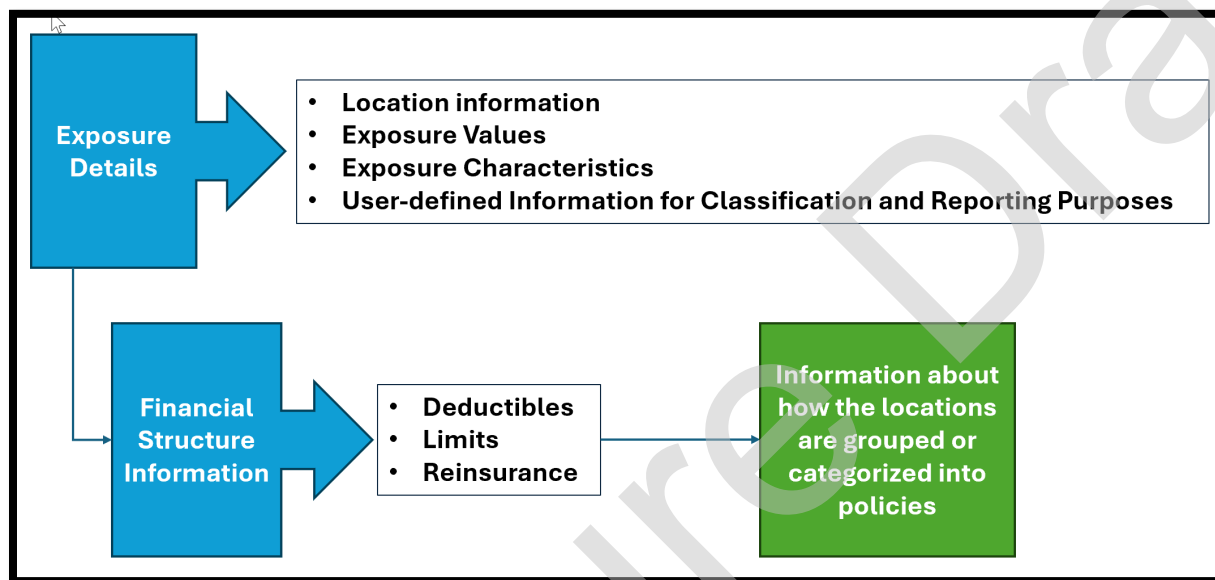 Exposure
Details
• Location information
• Exposure Values
• Exposure Characteristics
• User-defined Information for Classification and Reporting Purposes
Financial
Structure
Information
• Deductibles
• Limits
• Reinsurance
Information about
how the locations
are grouped or
categorized into
policies